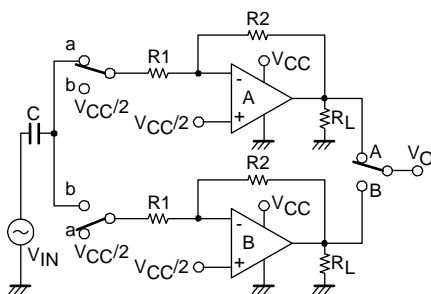 a
R1
R2
VCC
-
A
+
b
VCC/2
VCC/2
C
RL
A
VO
B
VIN
b
a
R1
R2
VCC
-
B
+
VCC/2
VCC/2
RL